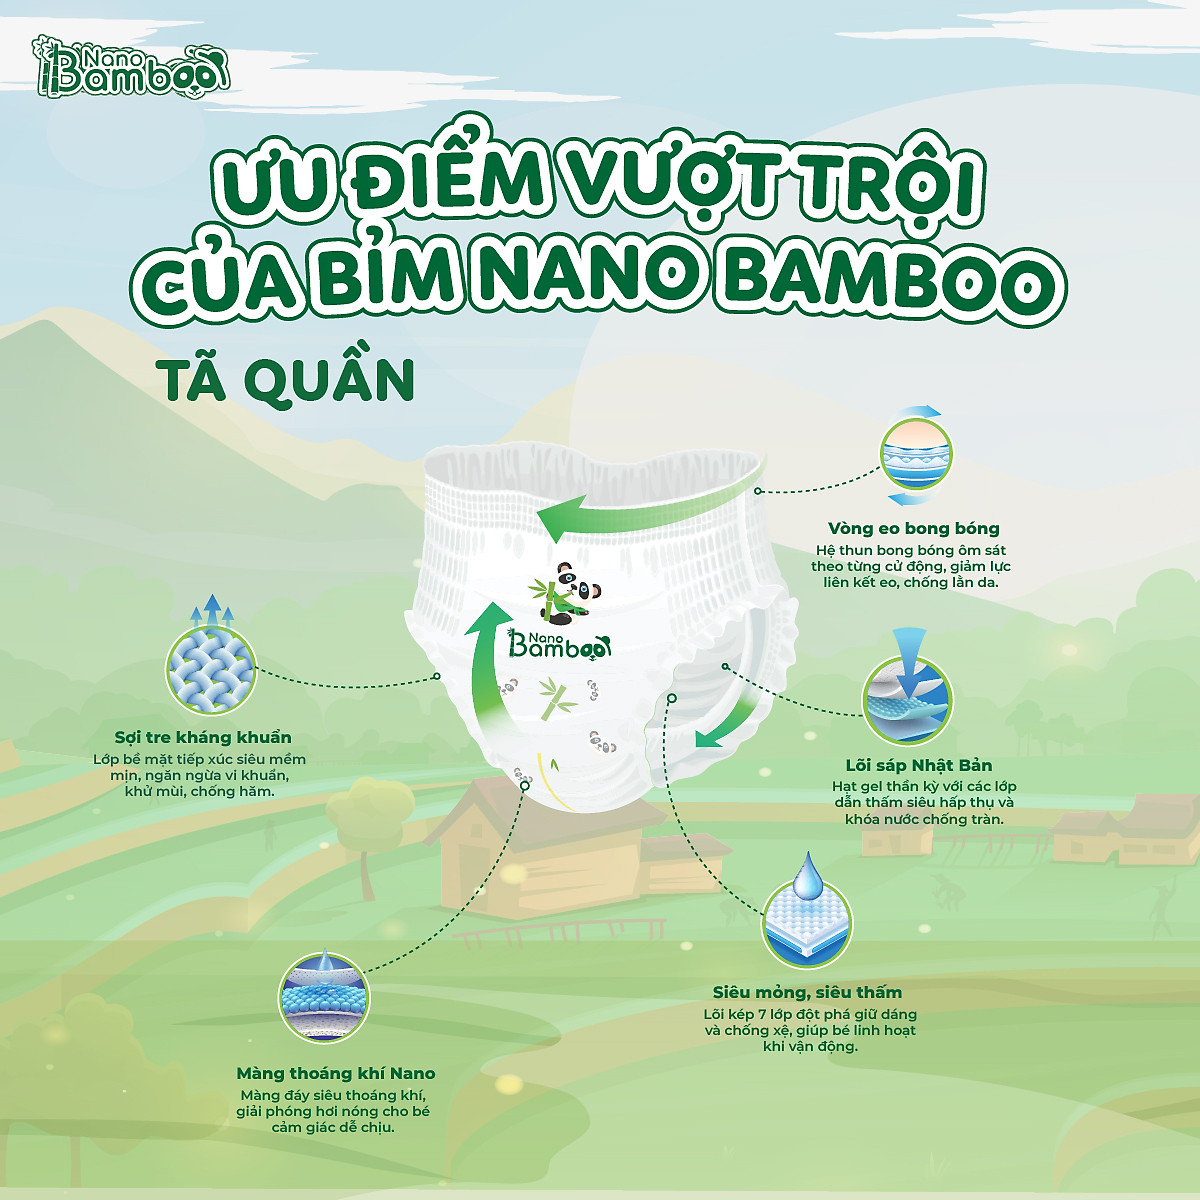 Nano
Bamboo
ƯU ĐIỂM VƯỢT TRỘI
CỦA BỈM NANO BAMBOO
TÃ QUẦN
Vòng eo bong bóng
Hệ thun bong bóng ôm sát
theo từng cử động, giảm lực
liên kết eo, chống lằn da.
Nano
Bamboo
Sợi tre kháng khuẩn
Lớp bề mặt tiếp xúc siêu mềm
mịn, ngăn ngừa vi khuẩn,
khử mùi, chống hăm.
Lõi sáp Nhật Bản
Hạt gel thần kỳ với các lớp
dẫn thấm siêu hấp thụ và
khóa nước chống tràn.
Siêu mỏng, siêu thấm
Lõi kép 7 lớp đột phá giữ dáng
và chống xệ, giúp bé linh hoạt
khi vận động.
Màng thoáng khí Nano
Màng đáy siêu thoáng khí,
giải phóng hơi nóng cho bé
cảm giác dễ chịu.